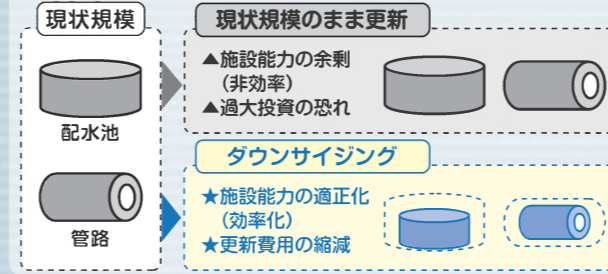 現状規模
配水池
管路
現状規模のまま更新
▲施設能力の余剰
（非効率）
▲過大投資の恐れ
ダウンサイジング
★施設能力の適正化
（効率化）
★更新費用の縮減